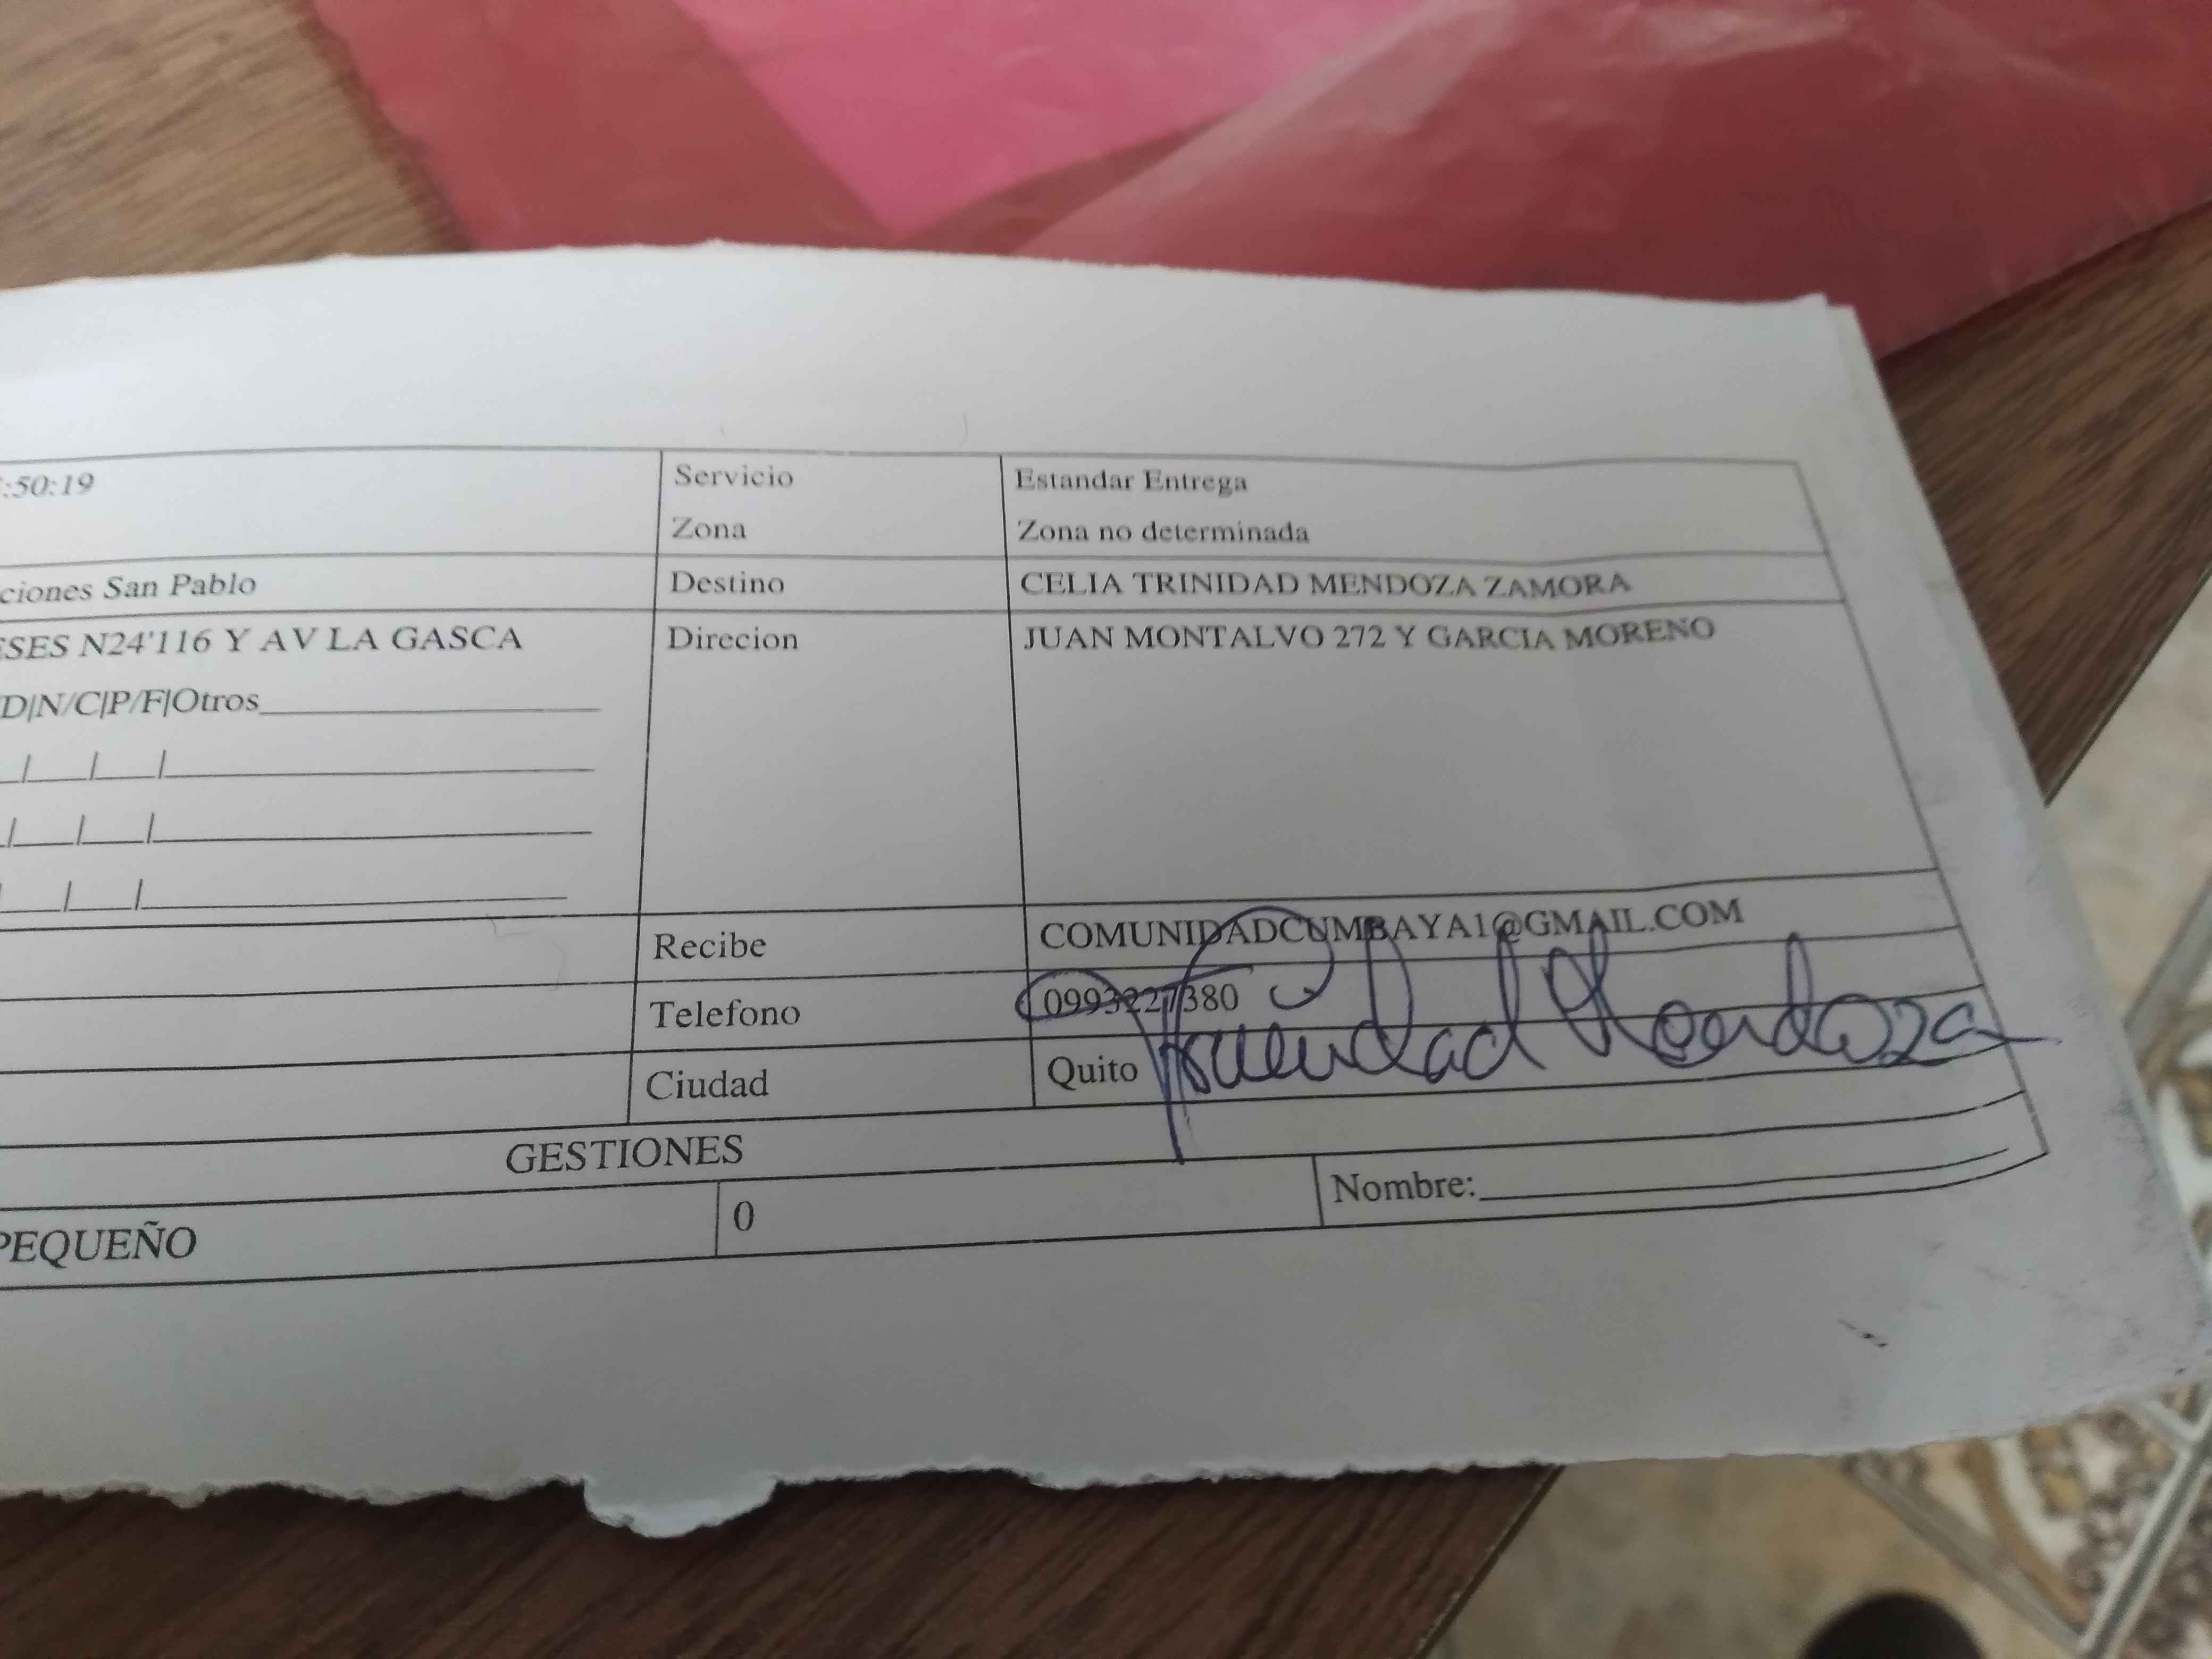 :50:19
Servicio
Estandar Entrega
Zona
Zona no determinada
ciones San Pablo
Destino
CELIA TRINIDAD MENDOZA ZAMORA
ESES N24'116 Y AV LA GASCA
Direcion
JUAN MONTALVO 272 Y GARCIA MORENO
D|N/C|P/F|Otros
Recibe
COMUNIDADCUMBAYA1@GMAIL.COM
Telefono
0993227380
Ciudad
Quito
Trinidad Mendoza
GESTIONES
PEQUEÑO
0
Nombre: